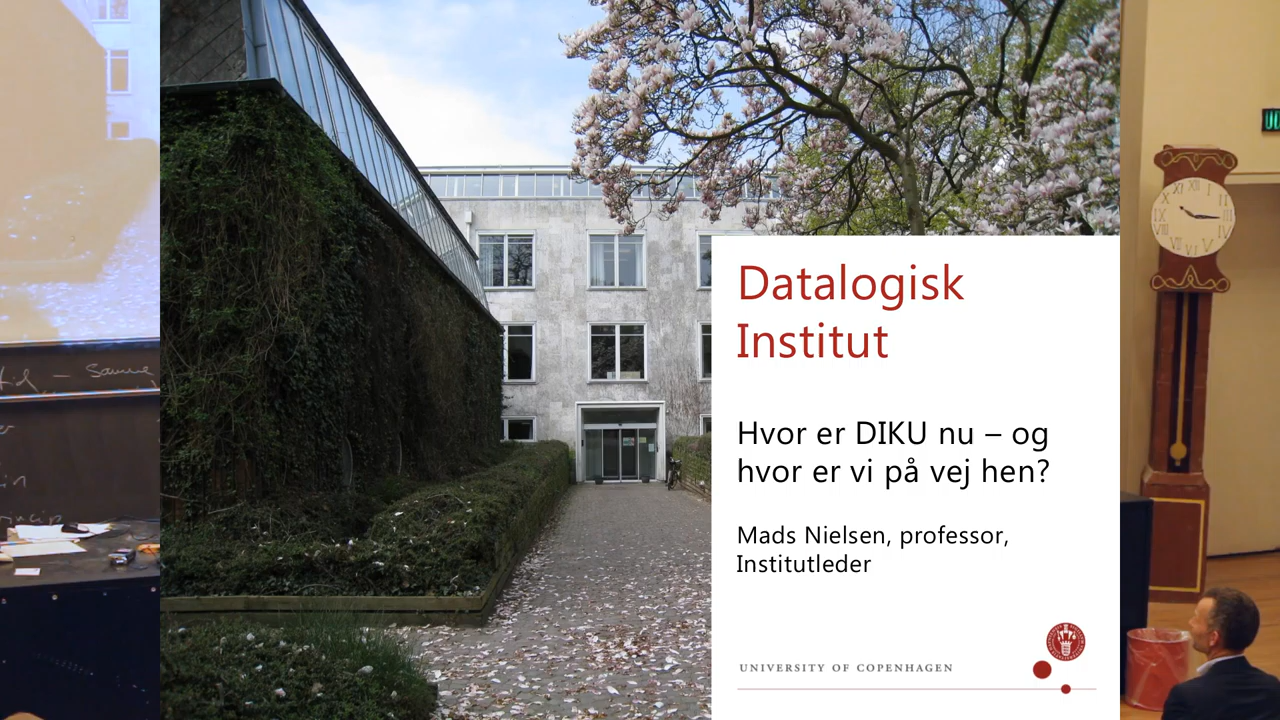 Datalogisk
Institut
Hvor er DIKU nu – og
hvor er vi på vej hen?
Mads Nielsen, professor,
Institutleder
UNIVERSITY OF COPENHAGEN